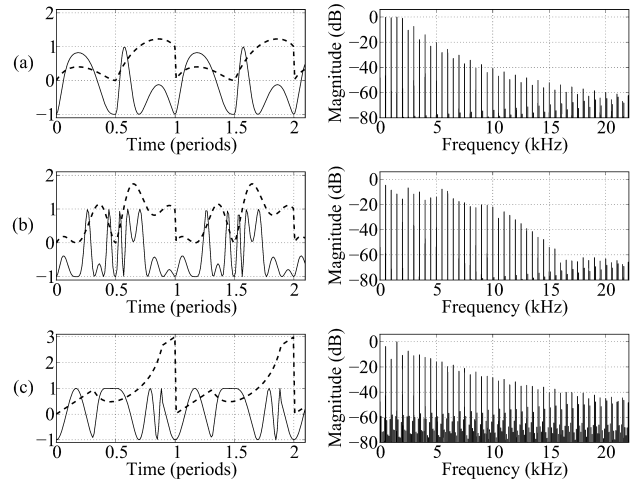 (a)
2
1
0
−1
0 0.5 1 1.5 2
Time (periods)
Magnitude (dB)
0
−20
−40
−60
−80
0 5 10 15 20
Frequency (kHz)
(b)
2
1
0
−1
0 0.5 1 1.5 2
Time (periods)
Magnitude (dB)
0
−20
−40
−60
−80
0 5 10 15 20
Frequency (kHz)
(c)
3
2
1
0
−1
0 0.5 1 1.5 2
Time (periods)
Magnitude (dB)
0
−20
−40
−60
−80
0 5 10 15 20
Frequency (kHz)